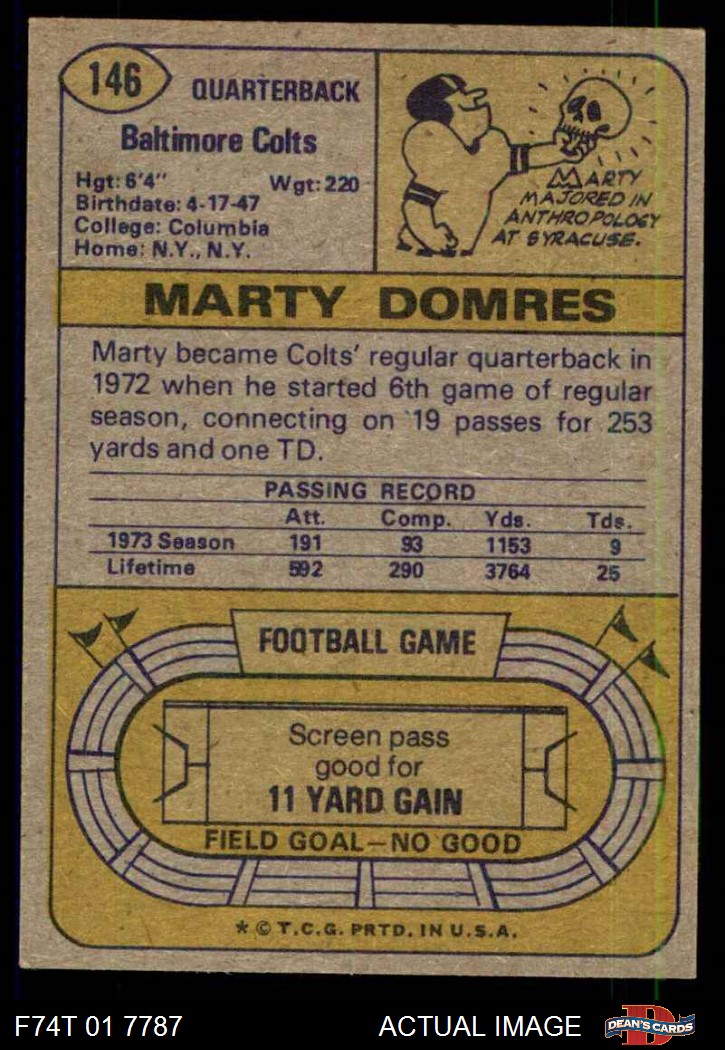 146
QUARTERBACK
Baltimore Colts
Hgt: 6'4" Wgt: 220
Birthdate: 4-17-47
College: Columbia
Home: N.Y., N.Y.
MARTY
MAJORED IN
ANTHROPOLOGY
AT SYRACUSE.
MARTY DOMRES
Marty became Colts' regular quarterback in
1972 when he started 6th game of regular
season, connecting on 19 passes for 253
yards and one TD.
PASSING RECORD
Att. Comp. Yds. Tds.
1973 Season 191 93 1153 9
Lifetime 592 290 3764 25
FOOTBALL GAME
Screen pass
good for
11 YARD GAIN
FIELD GOAL—NO GOOD
* © T.C.G. PRTD. IN U.S.A.
F74T 01 7787 ACTUAL IMAGE
D
DEAN'S CARDS